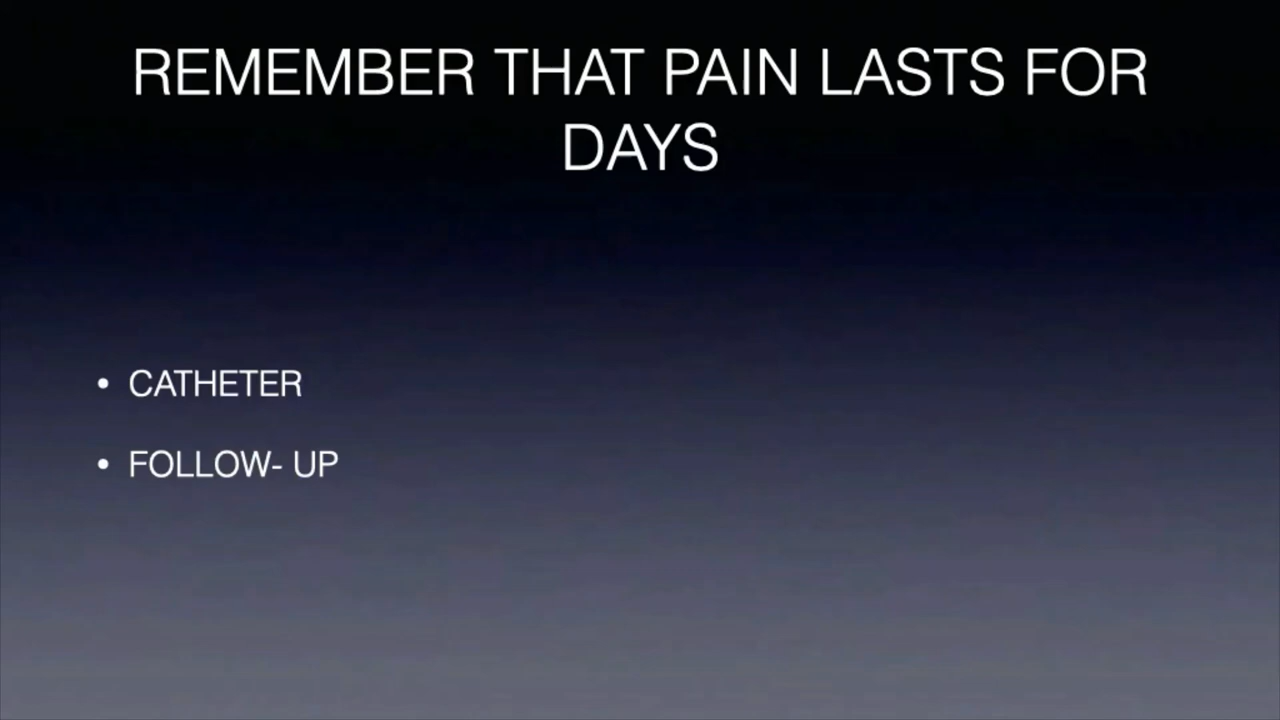 REMEMBER THAT PAIN LASTS FOR
DAYS
• CATHETER
• FOLLOW- UP